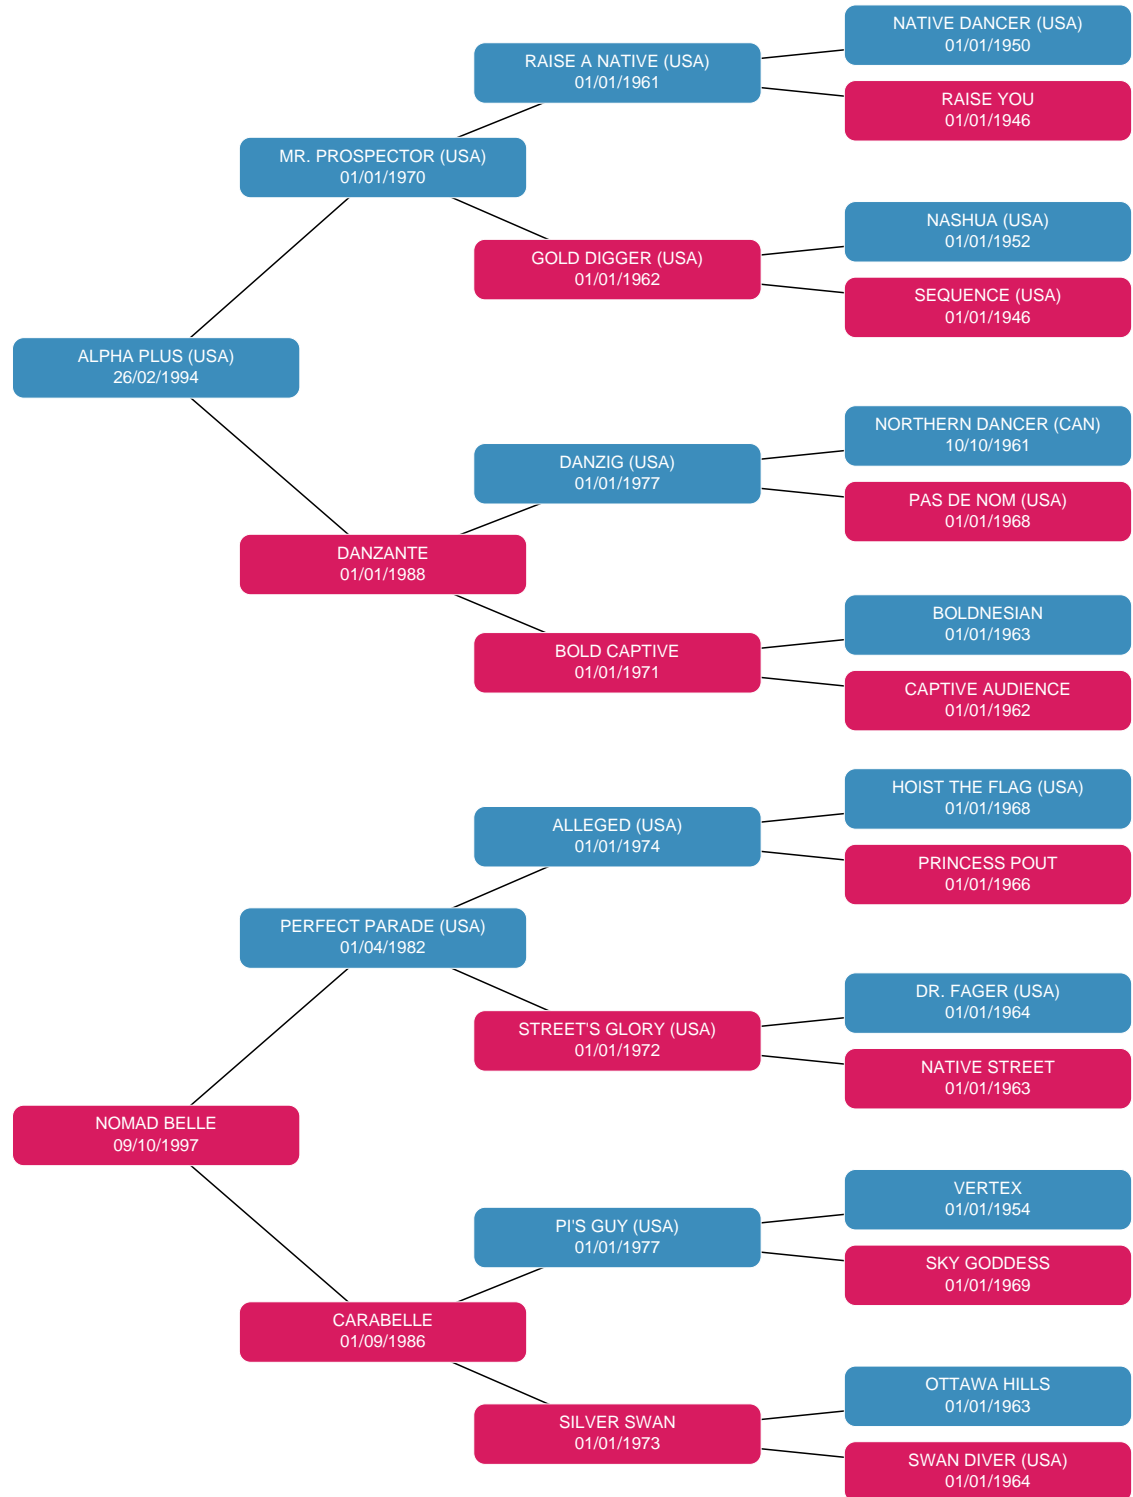 NATIVE DANCER (USA)
01/01/1950
RAISE A NATIVE (USA)
01/01/1961
RAISE YOU
01/01/1946
MR. PROSPECTOR (USA)
01/01/1970
NASHUA (USA)
01/01/1952
GOLD DIGGER (USA)
01/01/1962
SEQUENCE (USA)
01/01/1946
ALPHA PLUS (USA)
26/02/1994
NORTHERN DANCER (CAN)
10/10/1961
DANZIG (USA)
01/01/1977
PAS DE NOM (USA)
01/01/1968
DANZANTE
01/01/1988
BOLDNESIAN
01/01/1963
BOLD CAPTIVE
01/01/1971
CAPTIVE AUDIENCE
01/01/1962
HOIST THE FLAG (USA)
01/01/1968
ALLEGED (USA)
01/01/1974
PRINCESS POUT
01/01/1966
PERFECT PARADE (USA)
01/04/1982
DR. FAGER (USA)
01/01/1964
STREET'S GLORY (USA)
01/01/1972
NATIVE STREET
01/01/1963
NOMAD BELLE
09/10/1997
VERTEX
01/01/1954
PI'S GUY (USA)
01/01/1977
SKY GODDESS
01/01/1969
CARABELLE
01/09/1986
OTTAWA HILLS
01/01/1963
SILVER SWAN
01/01/1973
SWAN DIVER (USA)
01/01/1964